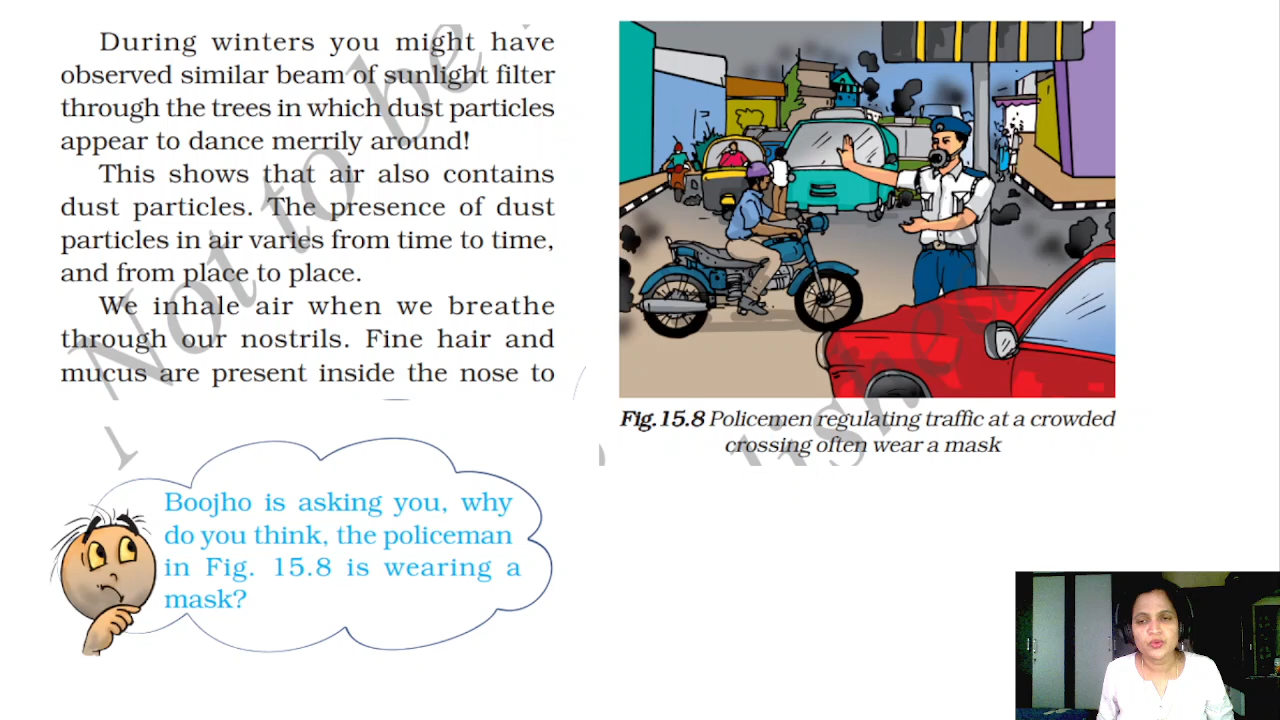 During winters you might have
observed similar beam of sunlight filter
through the trees in which dust particles
appear to dance merrily around!
This shows that air also contains
dust particles. The presence of dust
particles in air varies from time to time,
and from place to place.
We inhale air when we breathe
through our nostrils. Fine hair and
mucus are present inside the nose to
Not to be
Fig.15.8 Policemen regulating traffic at a crowded
crossing often wear a mask
Boojho is asking you, why
do you think, the policeman
in Fig. 15.8 is wearing a
mask?